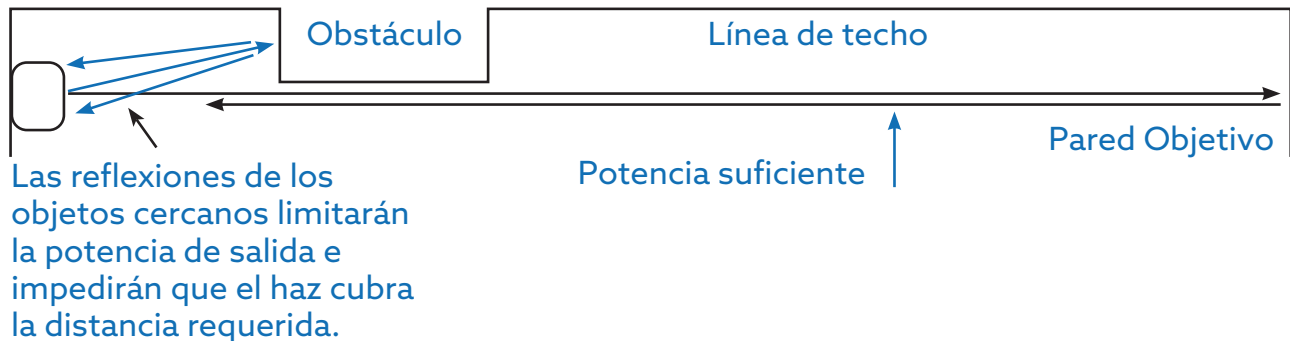 Obstáculo
Línea de techo
Pared Objetivo
Potencia suficiente
Las reflexiones de los
objetos cercanos limitarán
la potencia de salida e
impedirán que el haz cubra
la distancia requerida.